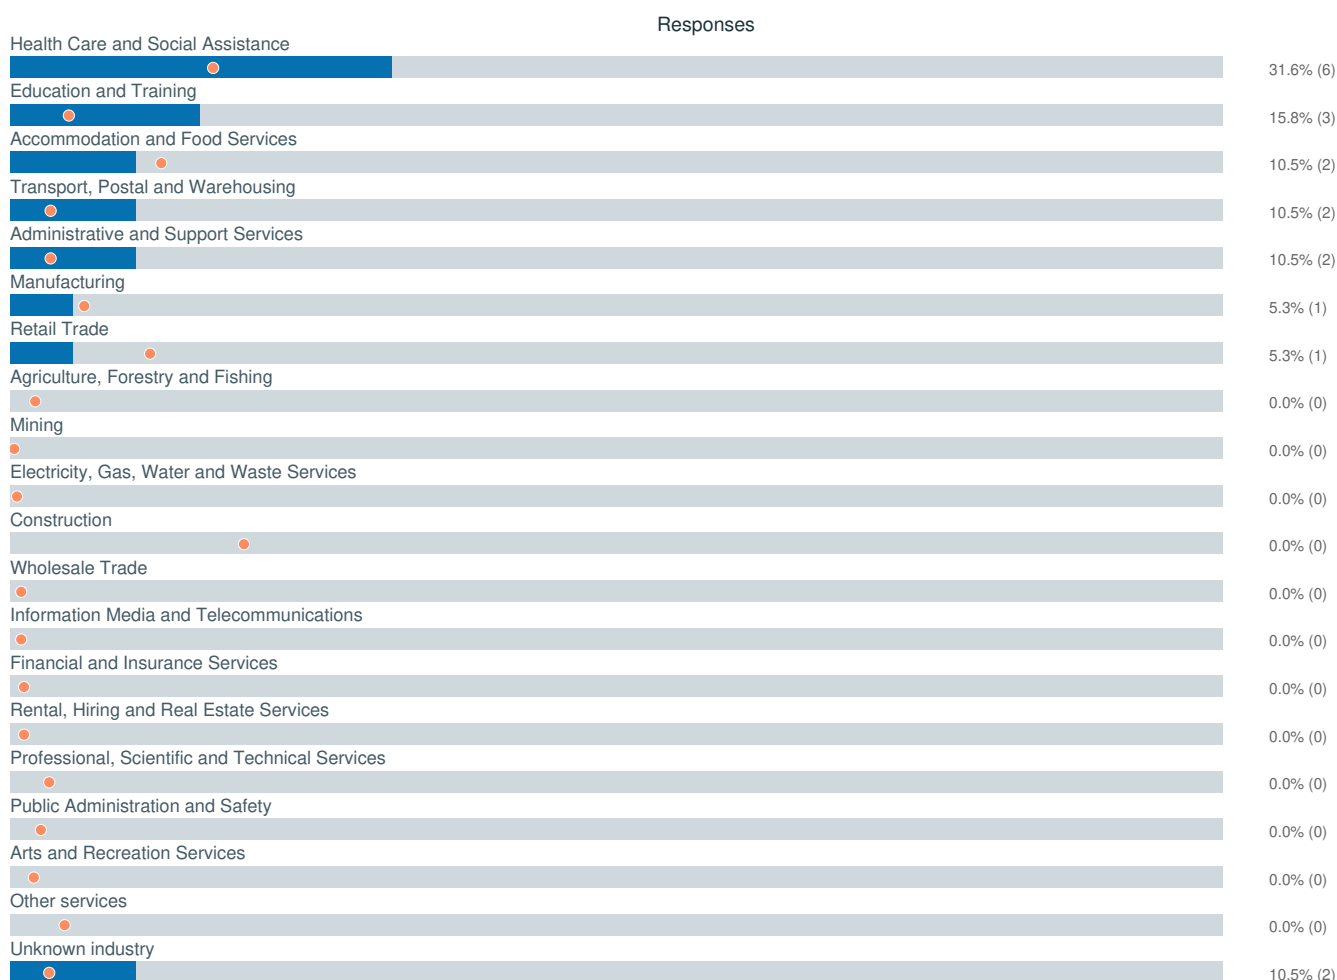 Responses
Health Care and Social Assistance
31.6% (6)
Education and Training
15.8% (3)
Accommodation and Food Services
10.5% (2)
Transport, Postal and Warehousing
10.5% (2)
Administrative and Support Services
10.5% (2)
Manufacturing
5.3% (1)
Retail Trade
5.3% (1)
Agriculture, Forestry and Fishing
0.0% (0)
Mining
0.0% (0)
Electricity, Gas, Water and Waste Services
0.0% (0)
Construction
0.0% (0)
Wholesale Trade
0.0% (0)
Information Media and Telecommunications
0.0% (0)
Financial and Insurance Services
0.0% (0)
Rental, Hiring and Real Estate Services
0.0% (0)
Professional, Scientific and Technical Services
0.0% (0)
Public Administration and Safety
0.0% (0)
Arts and Recreation Services
0.0% (0)
Other services
0.0% (0)
Unknown industry
10.5% (2)